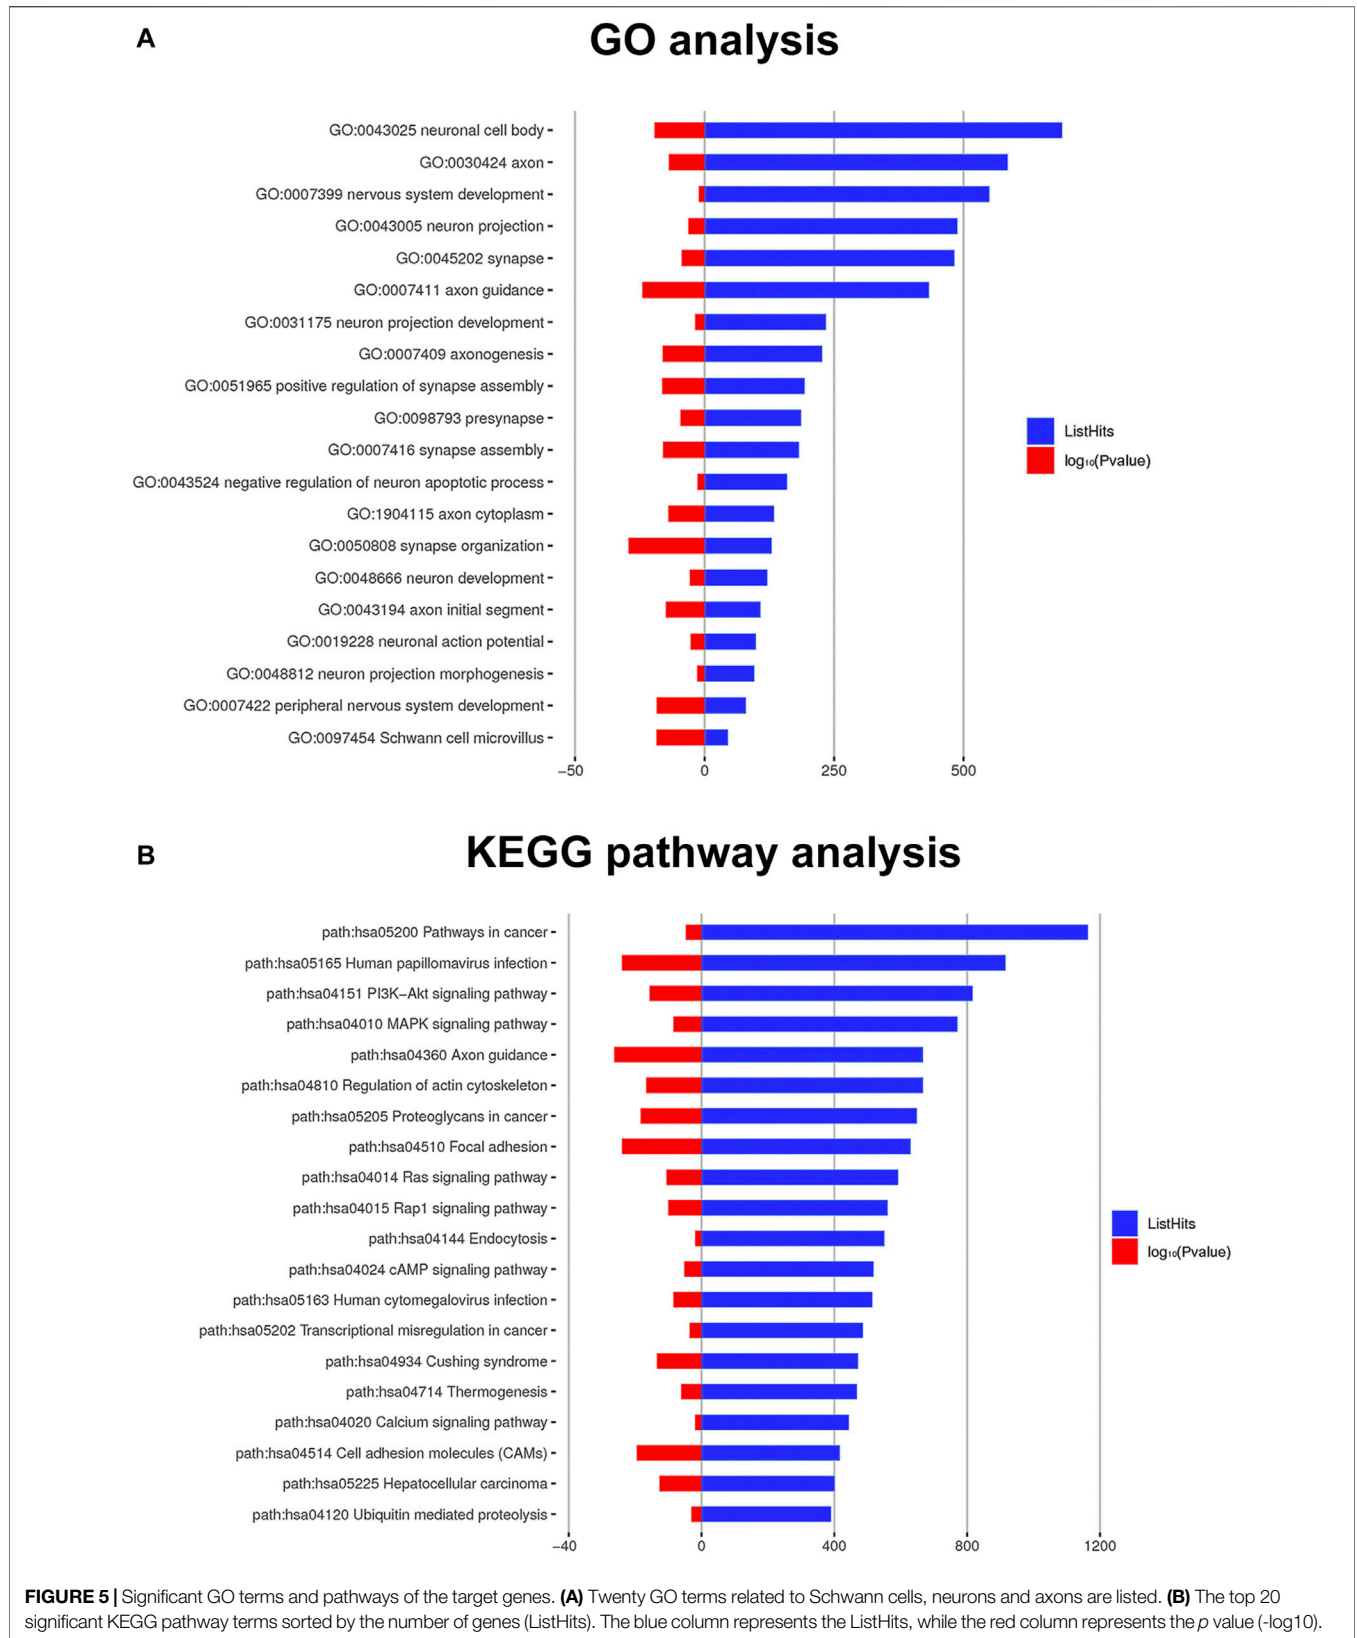 A
GO analysis
GO:0043025 neuronal cell body
GO:0030424 axon
GO:0007399 nervous system development
GO:0043005 neuron projection
GO:0045202 synapse
GO:0007411 axon guidance
GO:0031175 neuron projection development
GO:0007409 axonogenesis
GO:0051965 positive regulation of synapse assembly
GO:0098793 presynapse
GO:0007416 synapse assembly
GO:0043524 negative regulation of neuron apoptotic process
GO:1904115 axon cytoplasm
GO:0050808 synapse organization
GO:0048666 neuron development
GO:0043194 axon initial segment
GO:0019228 neuronal action potential
GO:0048812 neuron projection morphogenesis
GO:0007422 peripheral nervous system development
GO:0097454 Schwann cell microvillus
ListHits
log₁₀(Pvalue)
−50 0 250 500
B
KEGG pathway analysis
path:hsa05200 Pathways in cancer
path:hsa05165 Human papillomavirus infection
path:hsa04151 PI3K−Akt signaling pathway
path:hsa04010 MAPK signaling pathway
path:hsa04360 Axon guidance
path:hsa04810 Regulation of actin cytoskeleton
path:hsa05205 Proteoglycans in cancer
path:hsa04510 Focal adhesion
path:hsa04014 Ras signaling pathway
path:hsa04015 Rap1 signaling pathway
path:hsa04144 Endocytosis
path:hsa04024 cAMP signaling pathway
path:hsa05163 Human cytomegalovirus infection
path:hsa05202 Transcriptional misregulation in cancer
path:hsa04934 Cushing syndrome
path:hsa04714 Thermogenesis
path:hsa04020 Calcium signaling pathway
path:hsa04514 Cell adhesion molecules (CAMs)
path:hsa05225 Hepatocellular carcinoma
path:hsa04120 Ubiquitin mediated proteolysis
ListHits
log₁₀(Pvalue)
−40 0 400 800 1200
FIGURE 5 | Significant GO terms and pathways of the target genes. (A) Twenty GO terms related to Schwann cells, neurons and axons are listed. (B) The top 20
significant KEGG pathway terms sorted by the number of genes (ListHits). The blue column represents the ListHits, while the red column represents the p value (-log10).